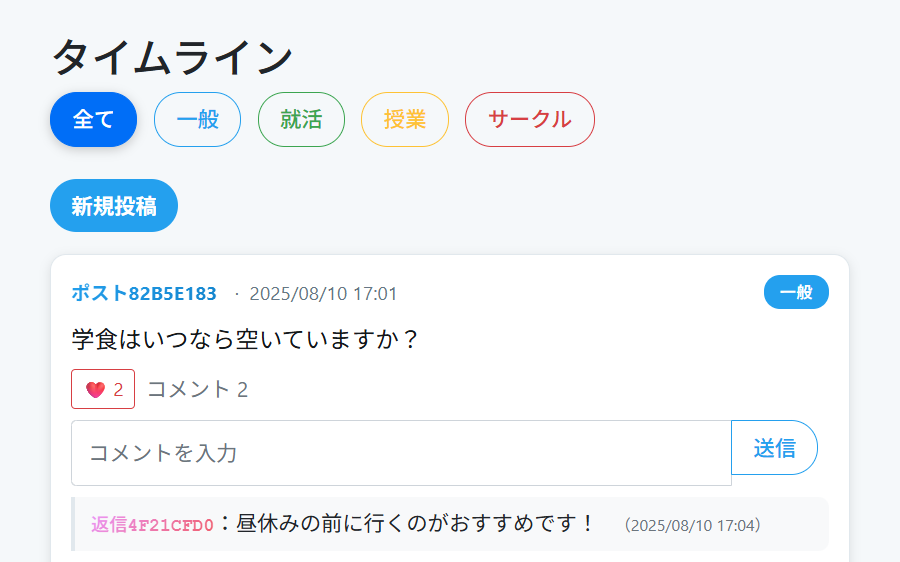 タイムライン
全て 一般 就活 授業 サークル
新規投稿
ポスト82B5E183 · 2025/08/10 17:01 一般
学食はいつなら空いていますか？
❤ 2 コメント 2
コメントを入力 送信
返信4F21CFD0：昼休みの前に行くのがおすすめです！ （2025/08/10 17:04）